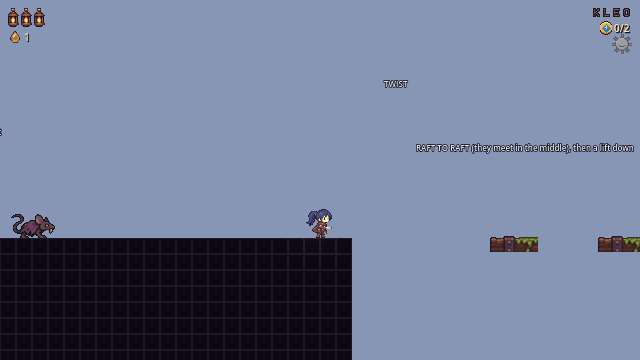 KLEO
1
0/2
TWIST
RAFT TO RAFT (they meet in the middle), then a lift down